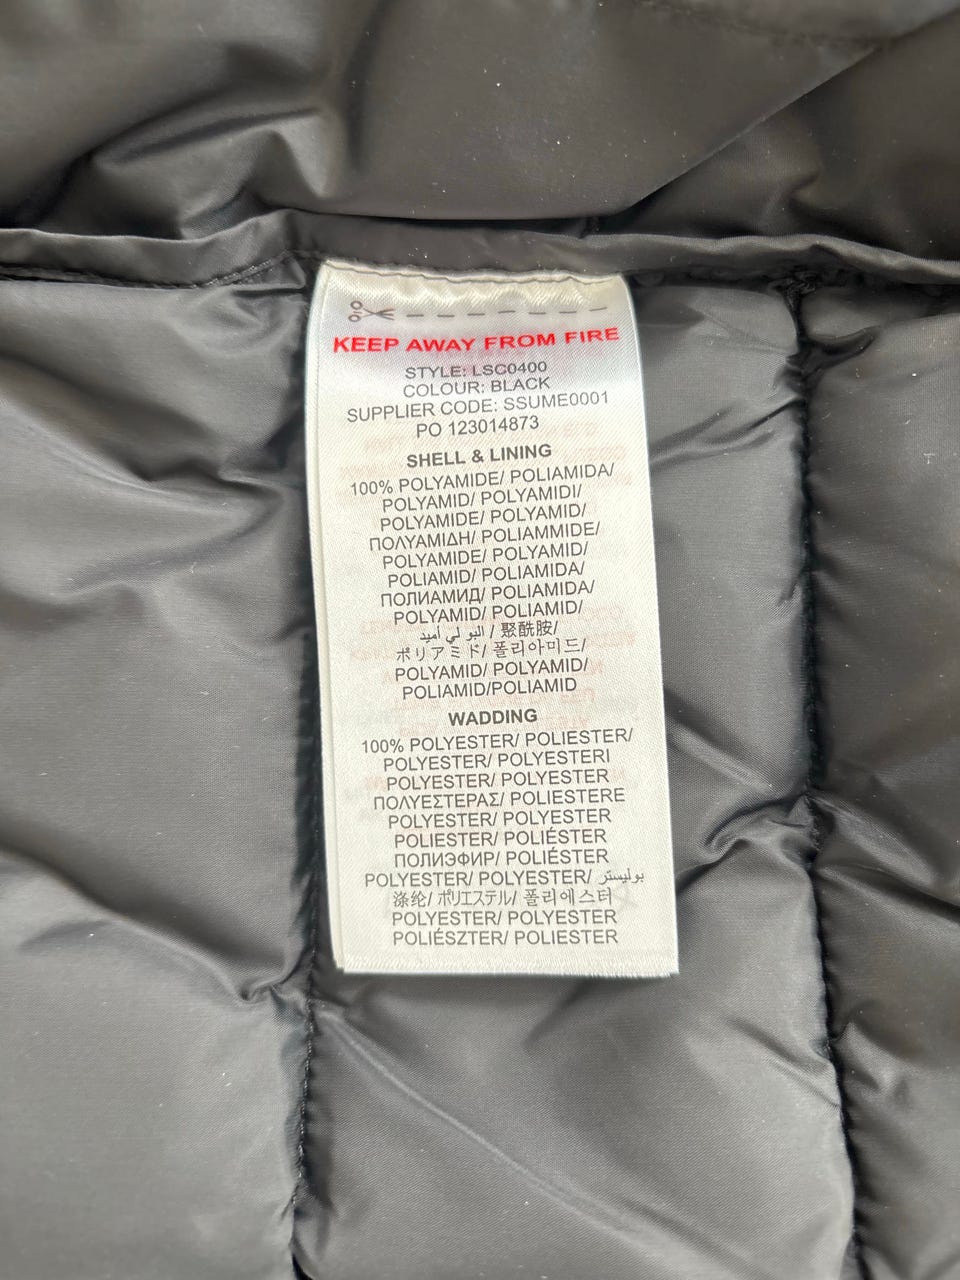 KEEP AWAY FROM FIRE
STYLE: LSC0400
COLOUR: BLACK
SUPPLIER CODE: SSUME0001
PO 123014873
SHELL & LINING
100% POLYAMIDE/ POLIAMIDA/
POLYAMID/ POLYAMIDI/
POLYAMIDE/ POLYAMID/
ΠΟΛΥΑΜΙΔΗ/ POLIAMMIDE/
POLYAMIDE/ POLYAMID/
POLIAMID/ POLIAMIDA/
ПОЛИАМИД/ POLIAMIDA/
POLYAMID/ POLIAMID/
البو لي أميد / 聚酰胺/
ポリアミド/ 폴리아미드/
POLYAMID/ POLYAMID/
POLIAMID/POLIAMID
WADDING
100% POLYESTER/ POLIESTER/
POLYESTER/ POLYESTERI
POLYESTER/ POLYESTER
ΠΟΛΥΕΣΤΕΡΑΣ/ POLIESTERE
POLYESTER/ POLYESTER
POLIESTER/ POLIÉSTER
ПОЛИЭФИР/ POLIÉSTER
POLYESTER/ POLYESTER/ بوليستر
涤纶/ ポリエステル/ 폴리에스터
POLYESTER/ POLYESTER
POLIÉSZTER/ POLIESTER